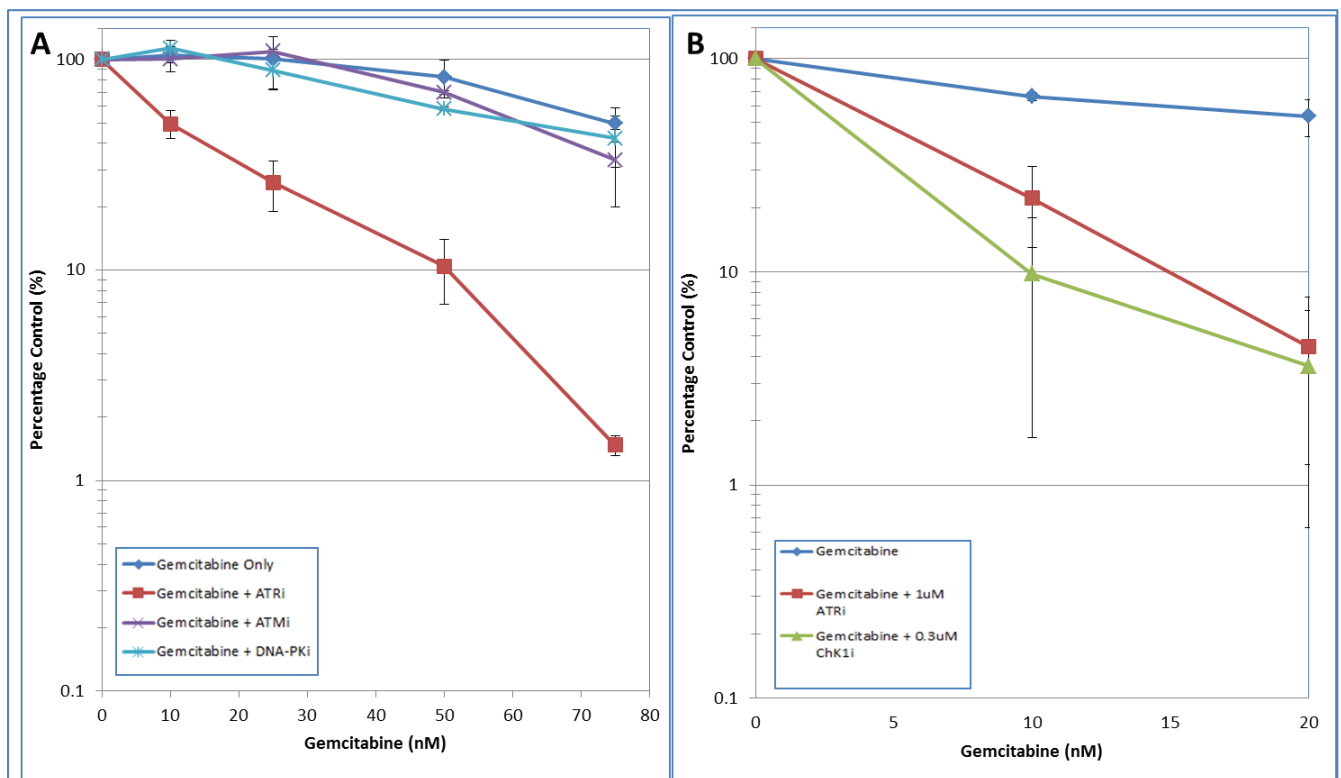 A
100
10
1
0.1
Percentage Control (%)
0 10 20 30 40 50 60 70 80
Gemcitabine (nM)
Gemcitabine Only
Gemcitabine + ATRi
Gemcitabine + ATMi
Gemcitabine + DNA-PKi
B
100
10
1
0.1
Percentage Control (%)
0 5 10 15 20
Gemcitabine (nM)
Gemcitabine
Gemcitabine + 1uM
ATRi
Gemcitabine + 0.3uM
ChK1i